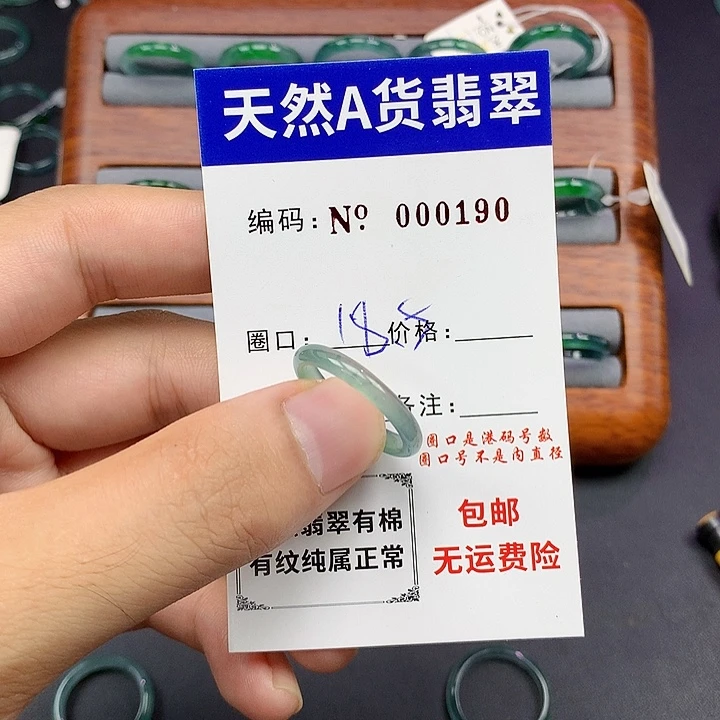 天然A货翡翠
编码: Nº 000190
圈口: 18.5 价格:
备注:
圈口是港码号数
圈口号不是内直径
翡翠有棉
有纹纯属正常
包邮
无运费险